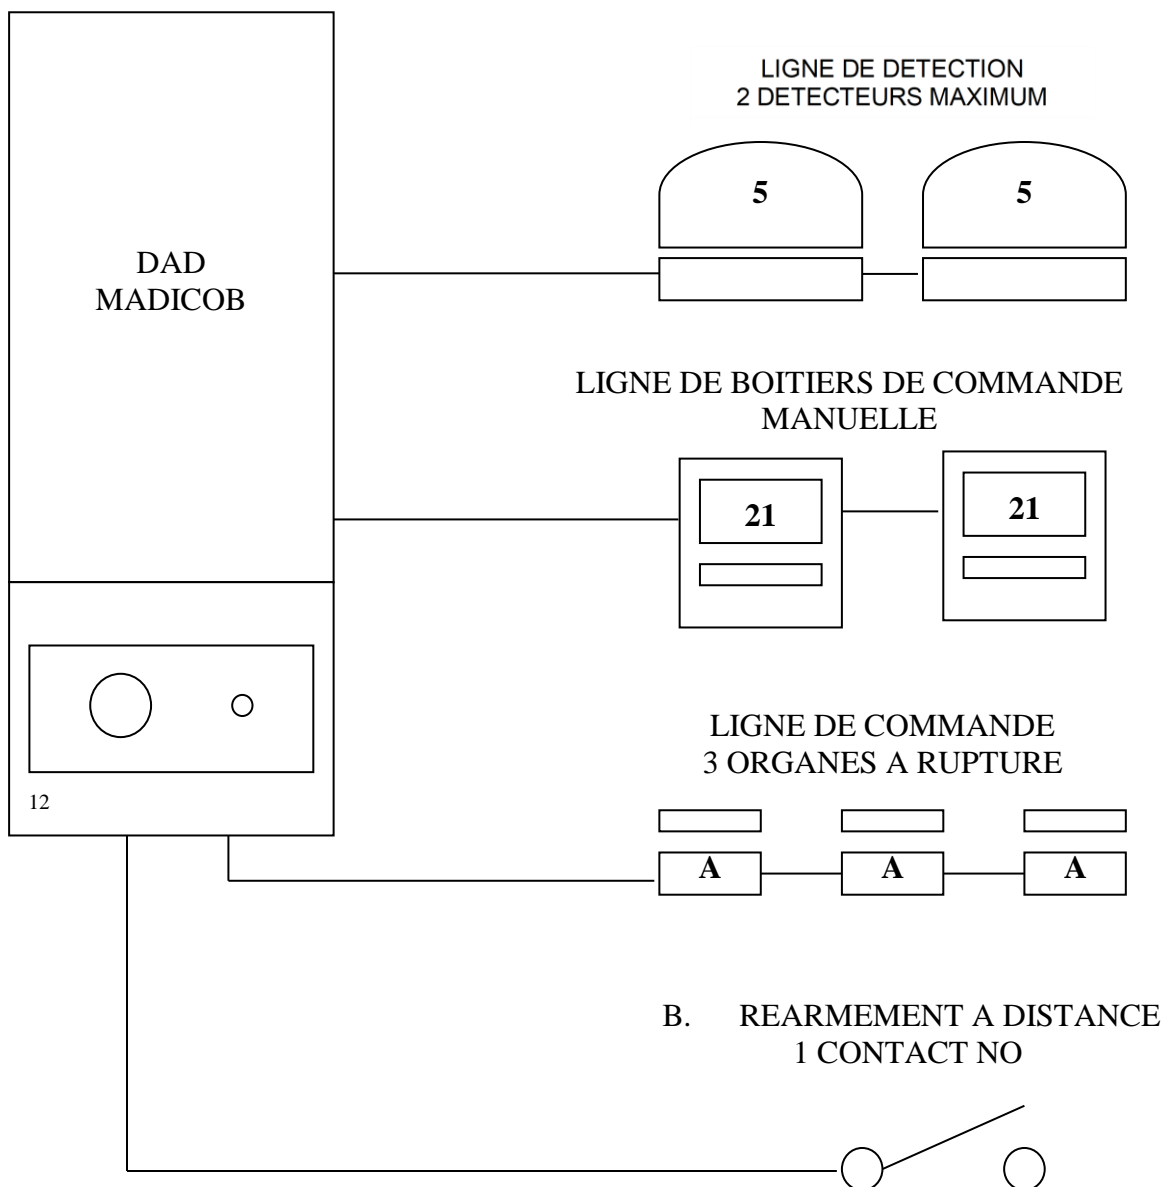 LIGNE DE DETECTION
2 DETECTEURS MAXIMUM
5
5
DAD
MADICOB
LIGNE DE BOITIERS DE COMMANDE
MANUELLE
21
21
LIGNE DE COMMANDE
3 ORGANES A RUPTURE
12
A
A
A
B. REARMEMENT A DISTANCE
1 CONTACT NO